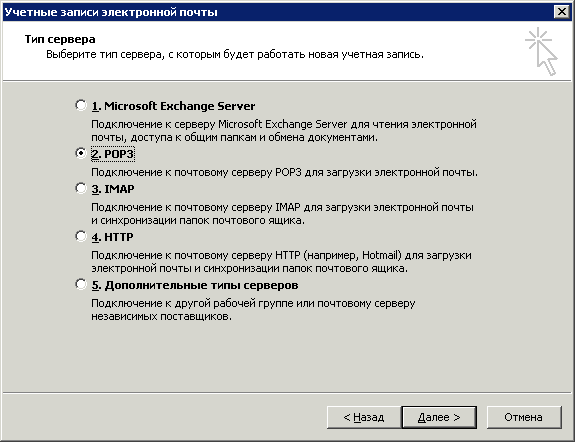 Учетные записи электронной почты
Тип сервера
Выберите тип сервера, с которым будет работать новая учетная запись.
1. Microsoft Exchange Server
Подключение к серверу Microsoft Exchange Server для чтения электронной
почты, доступа к общим папкам и обмена документами.
2. POP3
Подключение к почтовому серверу POP3 для загрузки электронной почты.
3. IMAP
Подключение к почтовому серверу IMAP для загрузки электронной почты
и синхронизации папок почтового ящика.
4. HTTP
Подключение к почтовому серверу HTTP (например, Hotmail) для загрузки
электронной почты и синхронизации папок почтового ящика.
5. Дополнительные типы серверов
Подключение к другой рабочей группе или почтовому серверу
независимых поставщиков.
< Назад Далее > Отмена